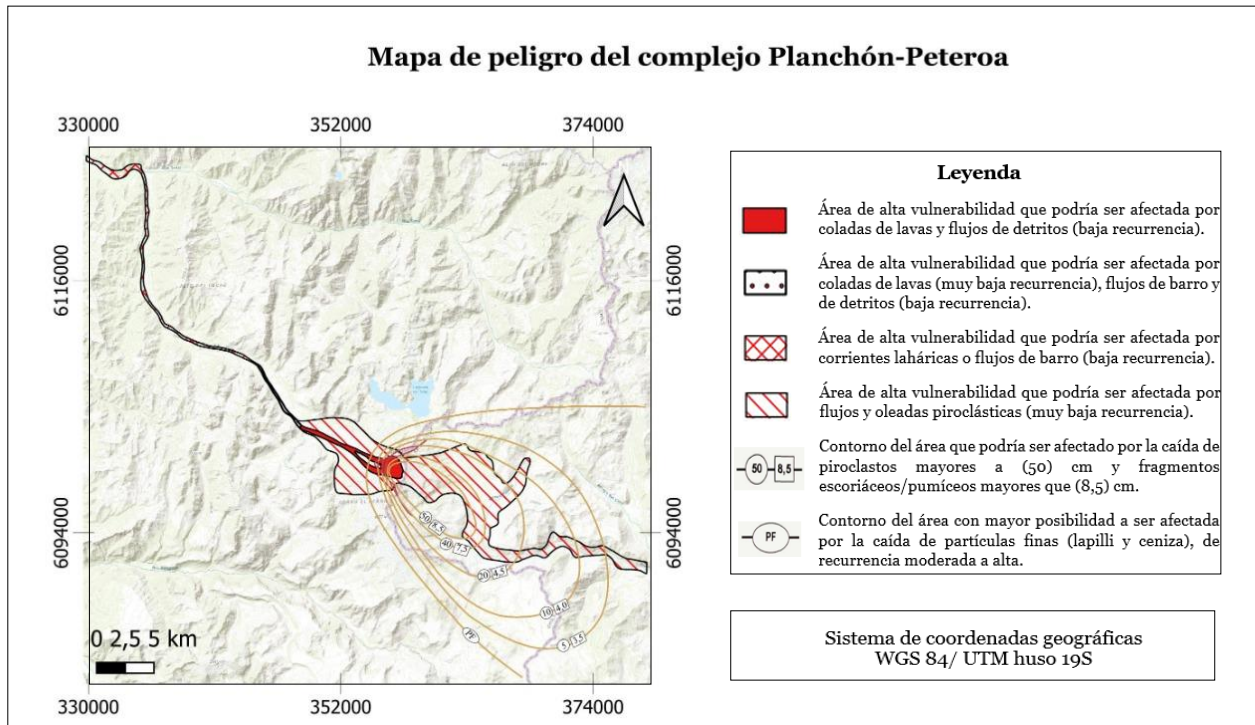 Mapa de peligro del complejo Planchón-Peteroa
330000
352000
374000
6116000
6116000
6094000
6094000
50 8,5
40 7,5
20 4,5
10 4,0
5 3,5
PF
0 2,5 5 km
330000
352000
374000
Leyenda
Área de alta vulnerabilidad que podría ser afectada por
coladas de lavas y flujos de detritos (baja recurrencia).
Área de alta vulnerabilidad que podría ser afectada por
coladas de lavas (muy baja recurrencia), flujos de barro y
de detritos (baja recurrencia).
Área de alta vulnerabilidad que podría ser afectada por
corrientes laháricas o flujos de barro (baja recurrencia).
Área de alta vulnerabilidad que podría ser afectada por
flujos y oleadas piroclásticas (muy baja recurrencia).
50 8,5
Contorno del área que podría ser afectado por la caída de
piroclastos mayores a (50) cm y fragmentos
escoriáceos/pumíceos mayores que (8,5) cm.
PF
Contorno del área con mayor posibilidad a ser afectada
por la caída de partículas finas (lapilli y ceniza), de
recurrencia moderada a alta.
Sistema de coordenadas geográficas
WGS 84/ UTM huso 19S